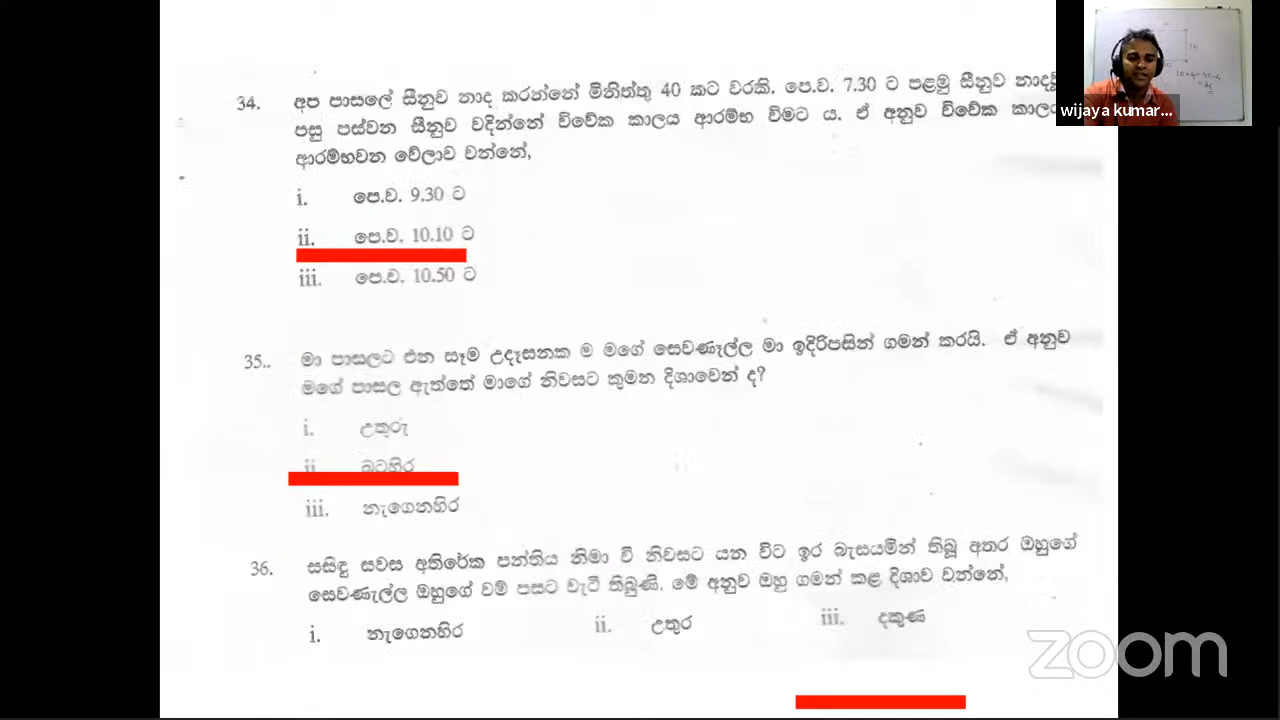 34. අප පාසලේ සීනුව නාද කරන්නේ මිනිත්තු 40 කට වරකි. පෙ.ව. 7.30 ට පළමු සීනුව
පසු පස්වන සීනුව වදින්නේ විවේක කාලය ආරම්භ වීමට ය. ඒ අනුව විවේක
ආරම්භවන වේලාව වන්නේ,
i. පෙ.ව. 9.30 ට
ii. පෙ.ව. 10.10 ට
iii. පෙ.ව. 10.50 ට
35.. මා පාසලට එන සෑම උදෑසනක ම මගේ සෙවණැල්ල මා ඉදිරිපසින් ගමන් කරයි. ඒ අනුව
මගේ පාසල ඇත්තේ මාගේ නිවසට කුමන දිශාවෙන් ද?
i. උතුරු
ii බටහිර
iii. නැගෙනහිර
36. සසිඳු සවස අතිරේක පන්තිය නිමා වී නිවසට යන විට ඉර බැසයමින් තිබූ අතර ඔහුගේ
සෙවණැල්ල ඔහුගේ වම් පසට වැටී තිබුණි. මේ අනුව ඔහු ගමන් කළ දිශාව වන්නේ,
i. නැගෙනහිර ii. උතුර iii. දකුණ
wijaya kumar...
zoom